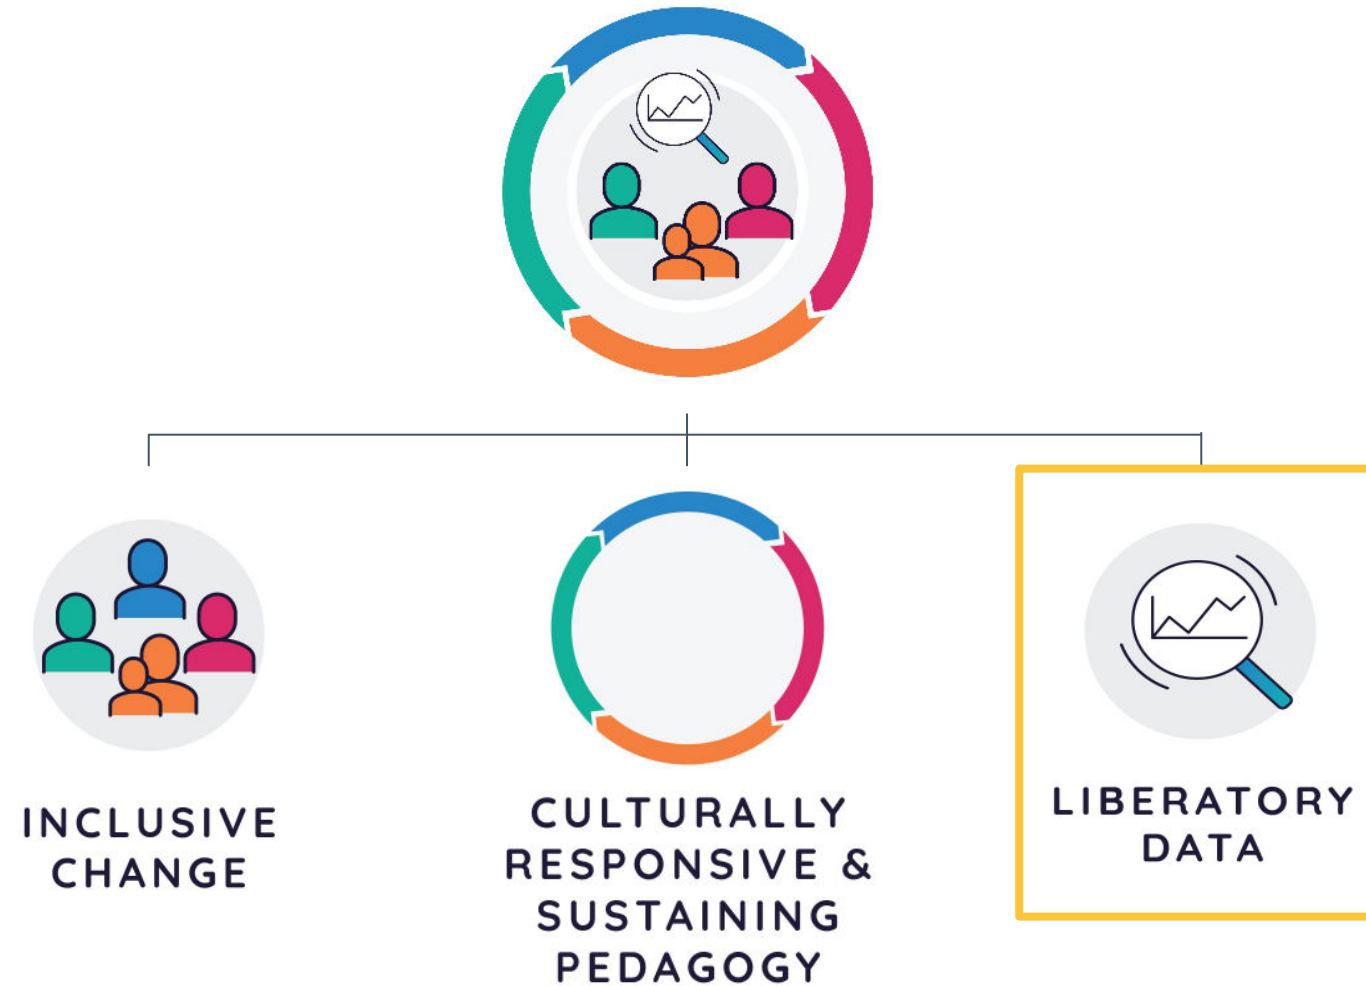 INCLUSIVE
CHANGE
CULTURALLY
RESPONSIVE &
SUSTAINING
PEDAGOGY
LIBERATORY
DATA